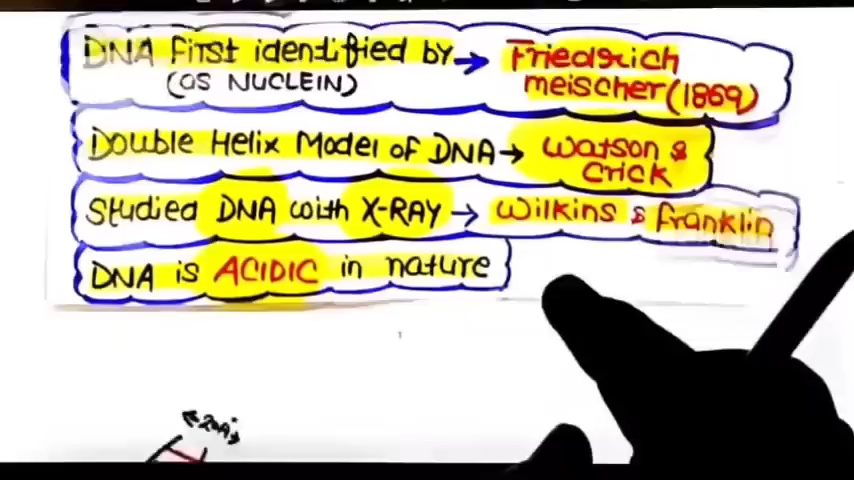 DNA First identified by → Friedrich
(as NUCLEIN) meischer (1869)
Double Helix Model of DNA → Watson &
Crick
Studied DNA with X-RAY → Wilkins & Franklin
DNA is ACIDIC in nature